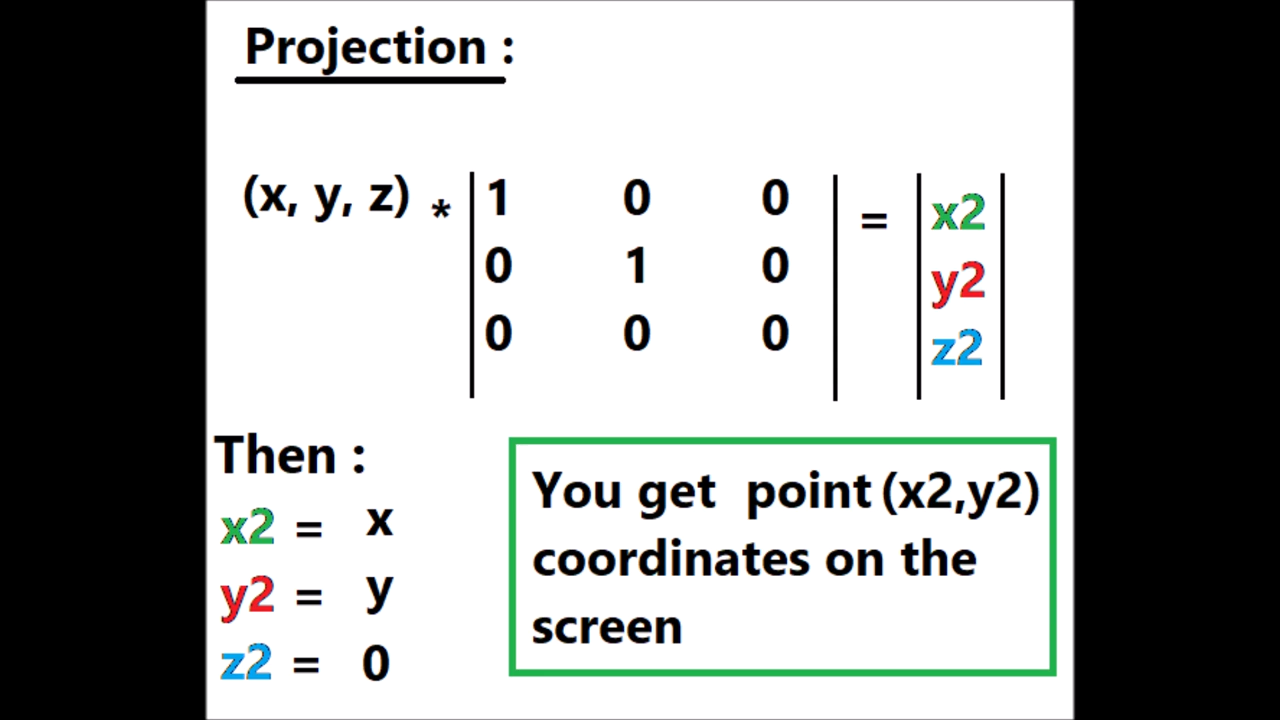 Projection :
(x, y, z) * | 1 0 0 | = | x2 |
| 0 1 0 | | y2 |
| 0 0 0 | | z2 |
Then :
x2 = x
y2 = y
z2 = 0
You get point (x2,y2)
coordinates on the
screen